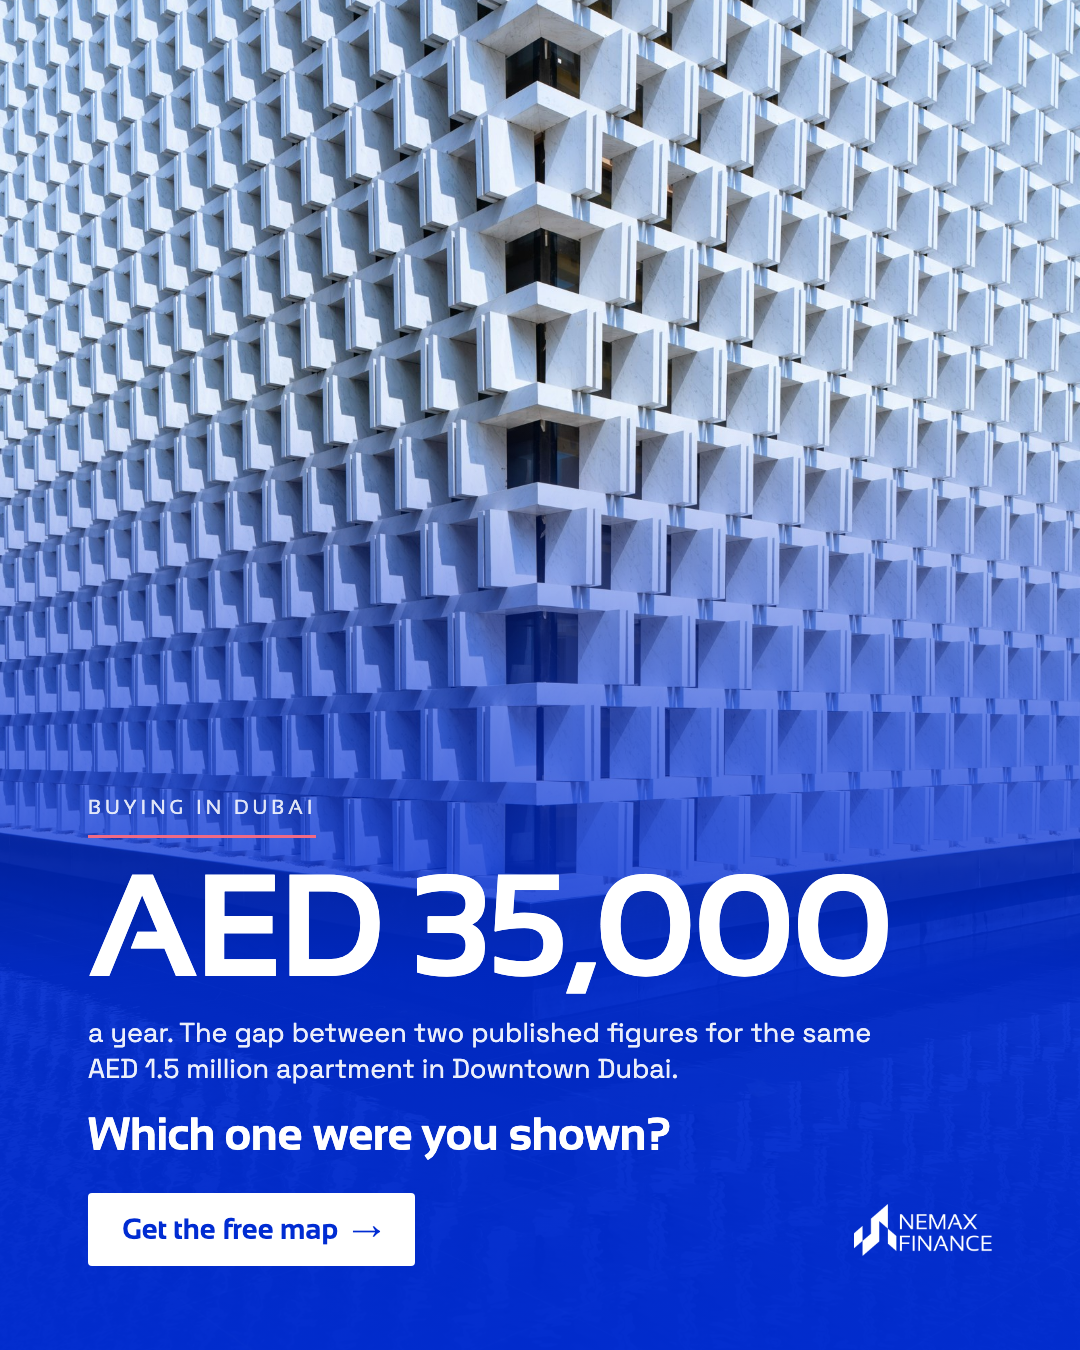 BUYING IN DUBAI
AED 35,000
a year. The gap between two published figures for the same
AED 1.5 million apartment in Downtown Dubai.
Which one were you shown?
Get the free map →
NEMAX
FINANCE